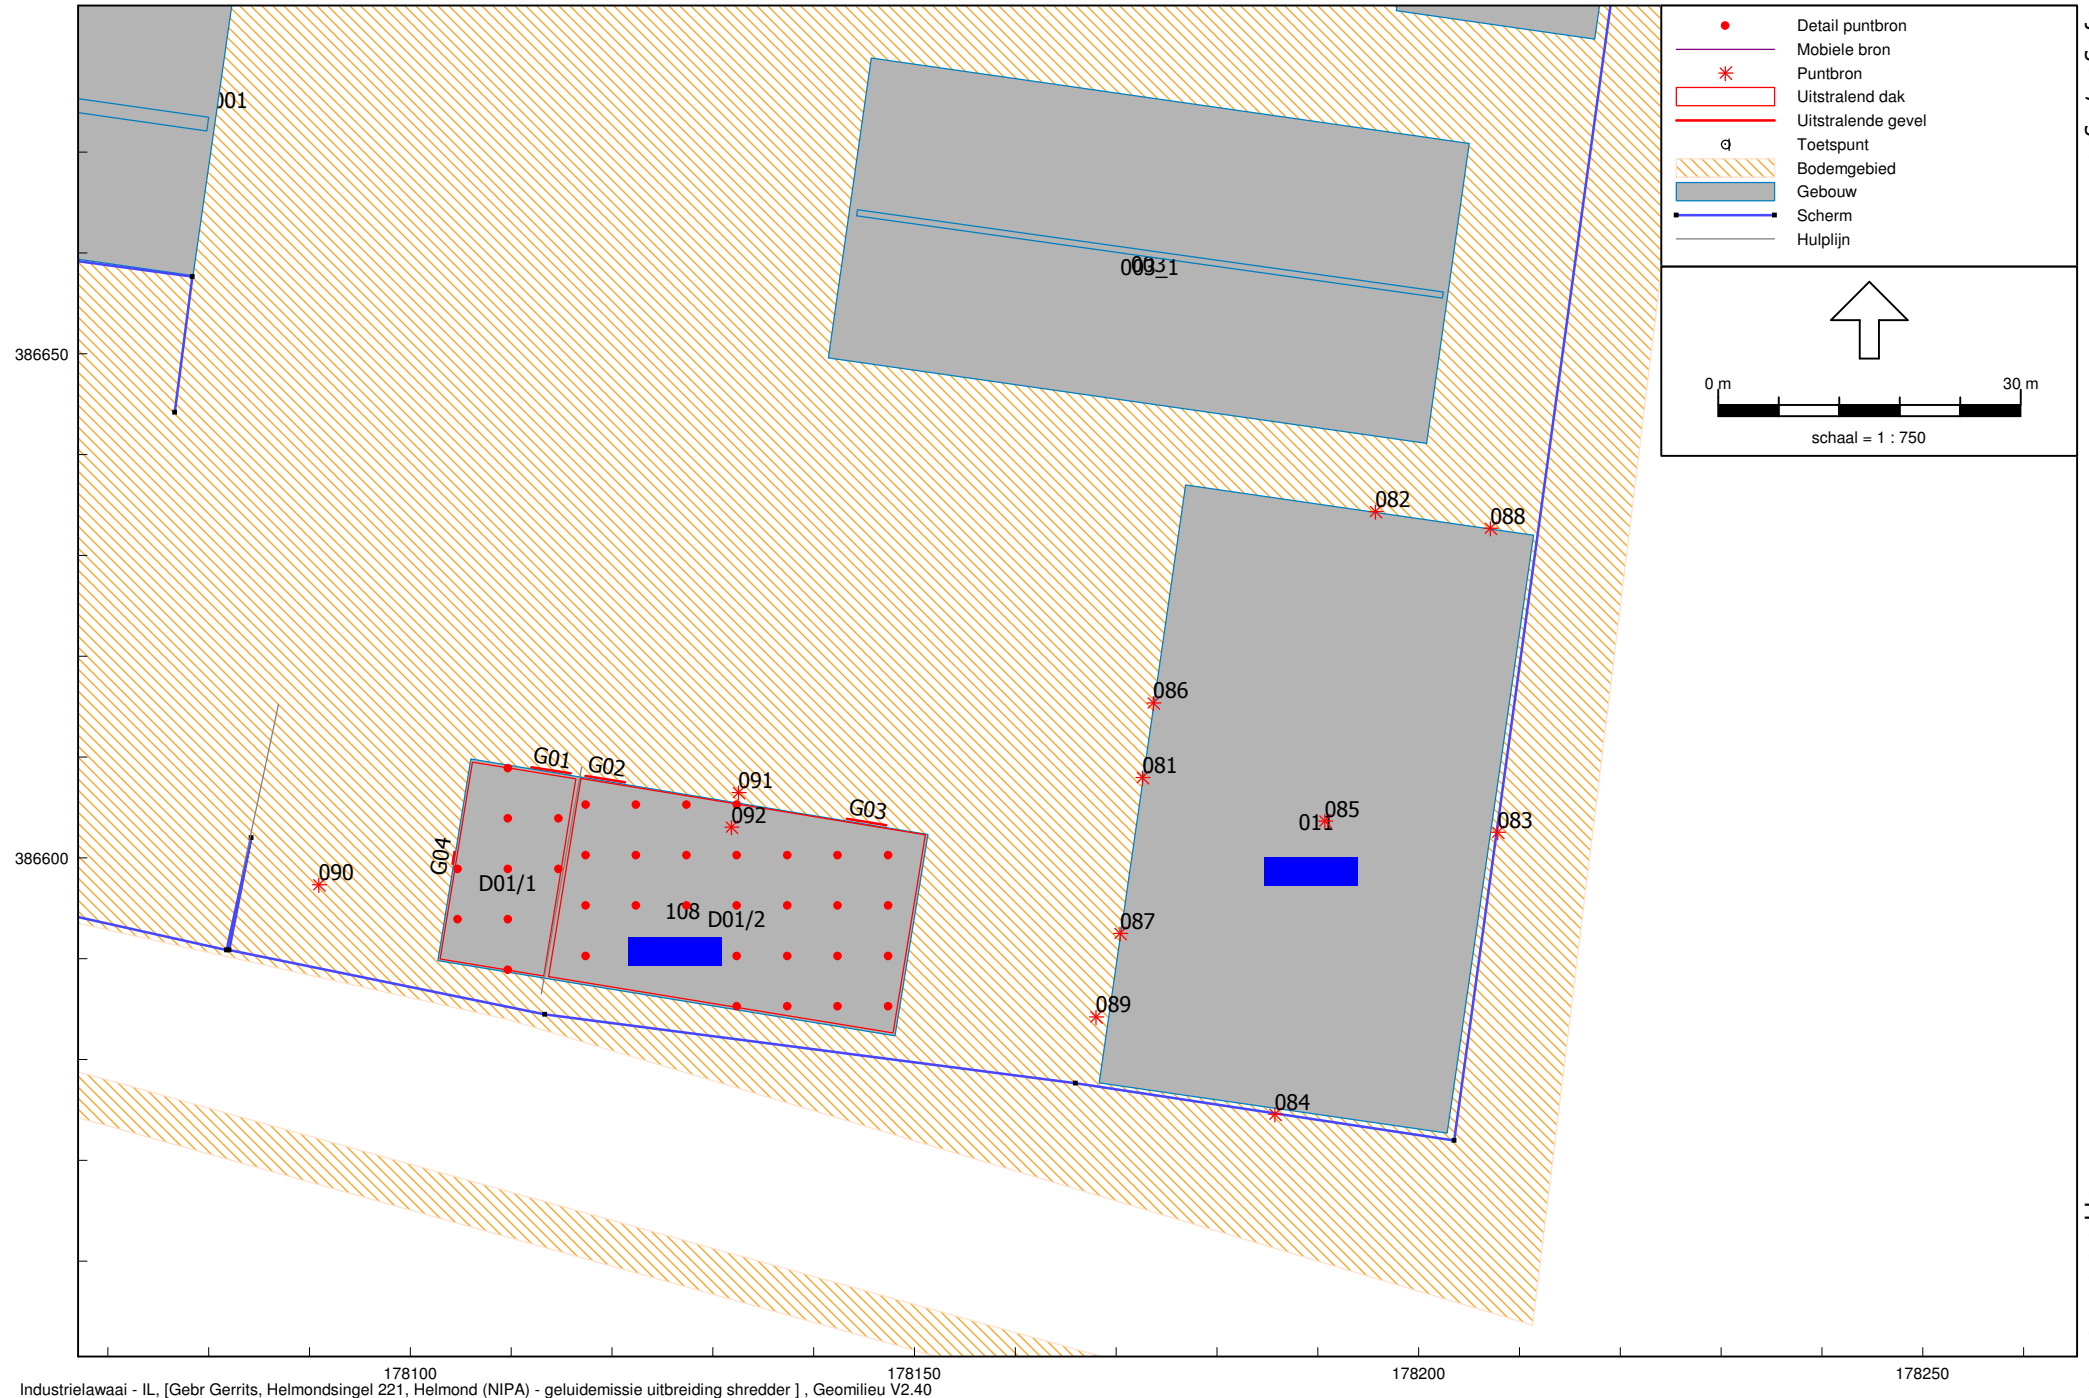 Detail puntbron
Mobiele bron
Puntbron
Uitstralend dak
Uitstralende gevel
Toetspunt
Bodemgebied
Gebouw
Scherm
Hulplijn
0 m 30 m
schaal = 1 : 750
001
003_1
386650
082
088
086
081
085
011
083
G01
G02
091
092
G03
G04
090
D01/1
108
D01/2
087
089
084
386600
178100 178150 178200 178250
Industrielawaai - IL, [Gebr Gerrits, Helmondsingel 221, Helmond (NIPA) - geluidemissie uitbreiding shredder ] , Geomilieu V2.40